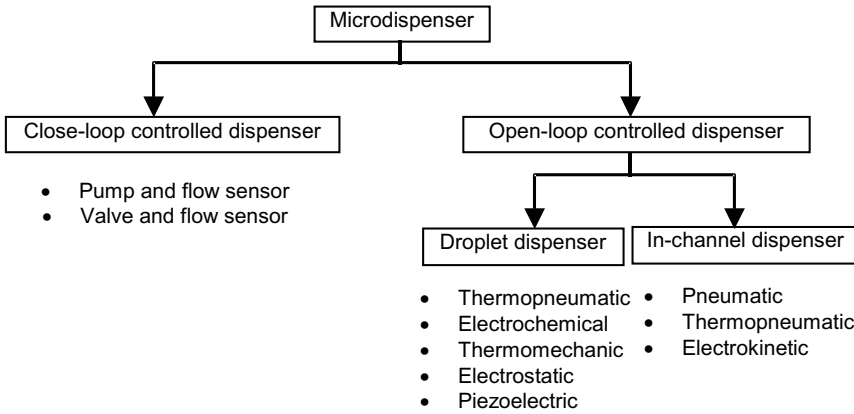 Microdispenser
Close-loop controlled dispenser
Open-loop controlled dispenser
• Pump and flow sensor
• Valve and flow sensor
Droplet dispenser
In-channel dispenser
• Thermopneumatic
• Electrochemical
• Thermomechanic
• Electrostatic
• Piezoelectric
• Pneumatic
• Thermopneumatic
• Electrokinetic